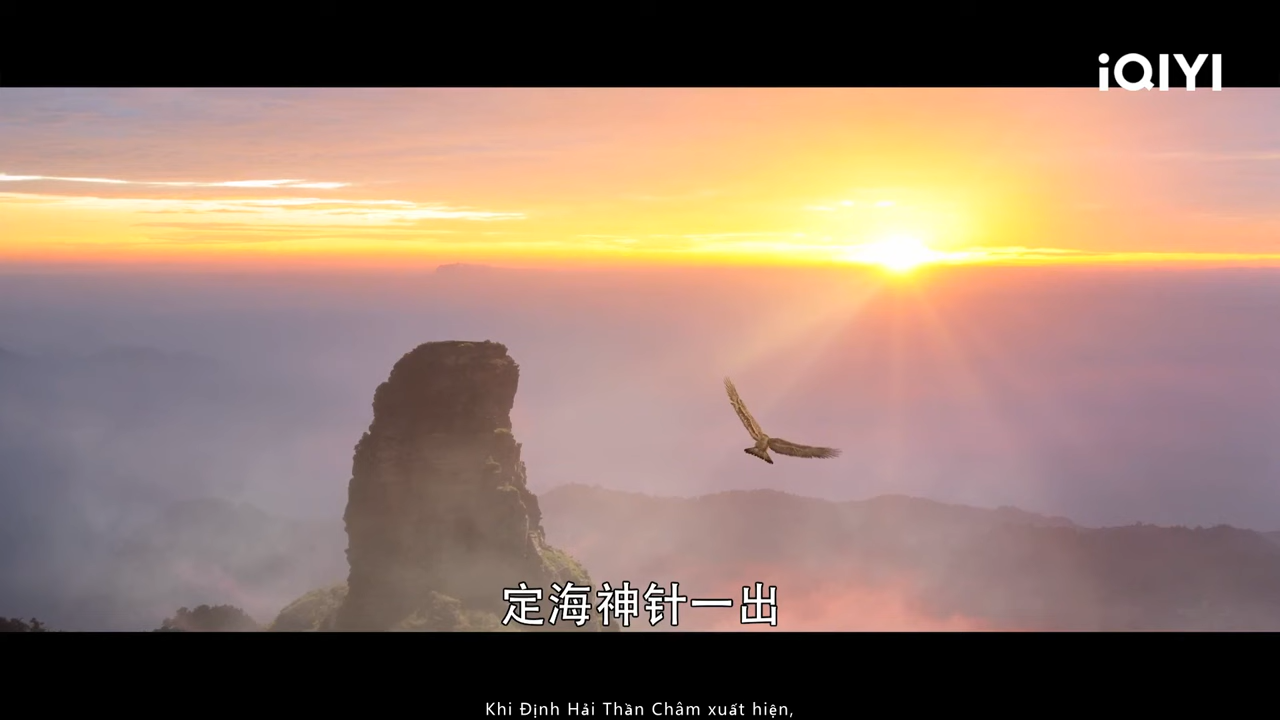 iQIYI
定海神针一出
Khi Định Hải Thần Châm xuất hiện,